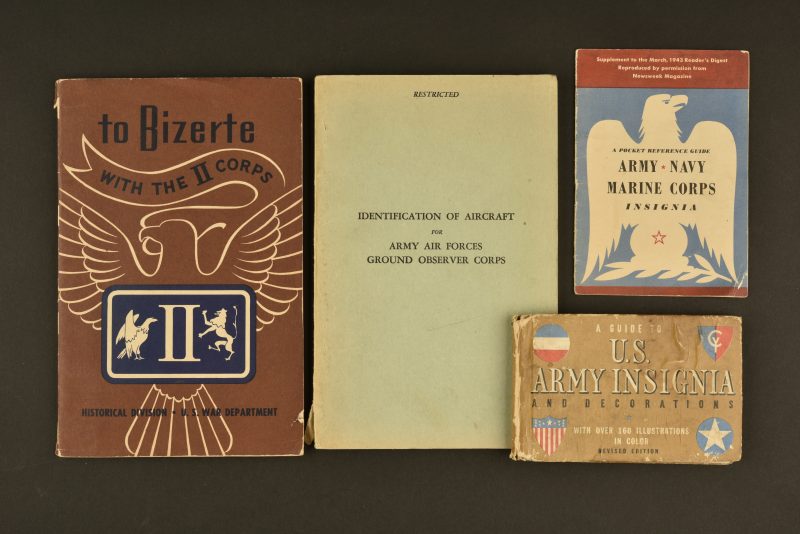 to Bizerte
WITH THE II CORPS
II
HISTORICAL DIVISION • U. S. WAR DEPARTMENT
RESTRICTED
IDENTIFICATION OF AIRCRAFT
FOR
ARMY AIR FORCES
GROUND OBSERVER CORPS
Supplement to the March, 1943 Reader's Digest
Reproduced by permission from
Newsweek Magazine
A POCKET REFERENCE GUIDE
ARMY ★ NAVY
MARINE CORPS
INSIGNIA
A GUIDE TO
U.S.
ARMY INSIGNIA
AND DECORATIONS
WITH OVER 160 ILLUSTRATIONS
IN COLOR
REVISED EDITION
CY